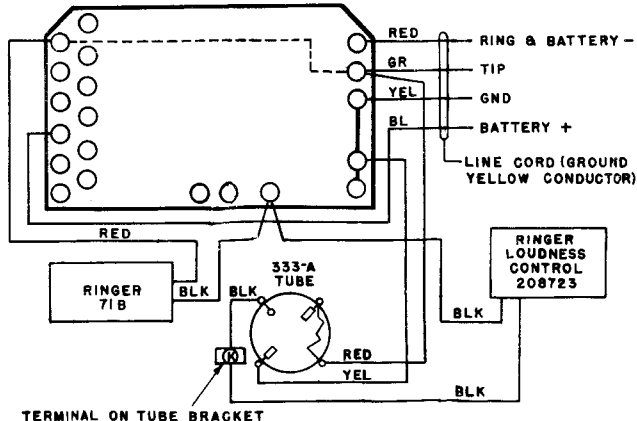 RED
RING & BATTERY -
GR
TIP
YEL
GND
BL
BATTERY +
LINE CORD (GROUND
YELLOW CONDUCTOR)
RED
RINGER
71B
BLK
333-A
TUBE
BLK
RINGER
LOUDNESS
CONTROL
208723
BLK
K
RED
YEL
BLK
TERMINAL ON TUBE BRACKET